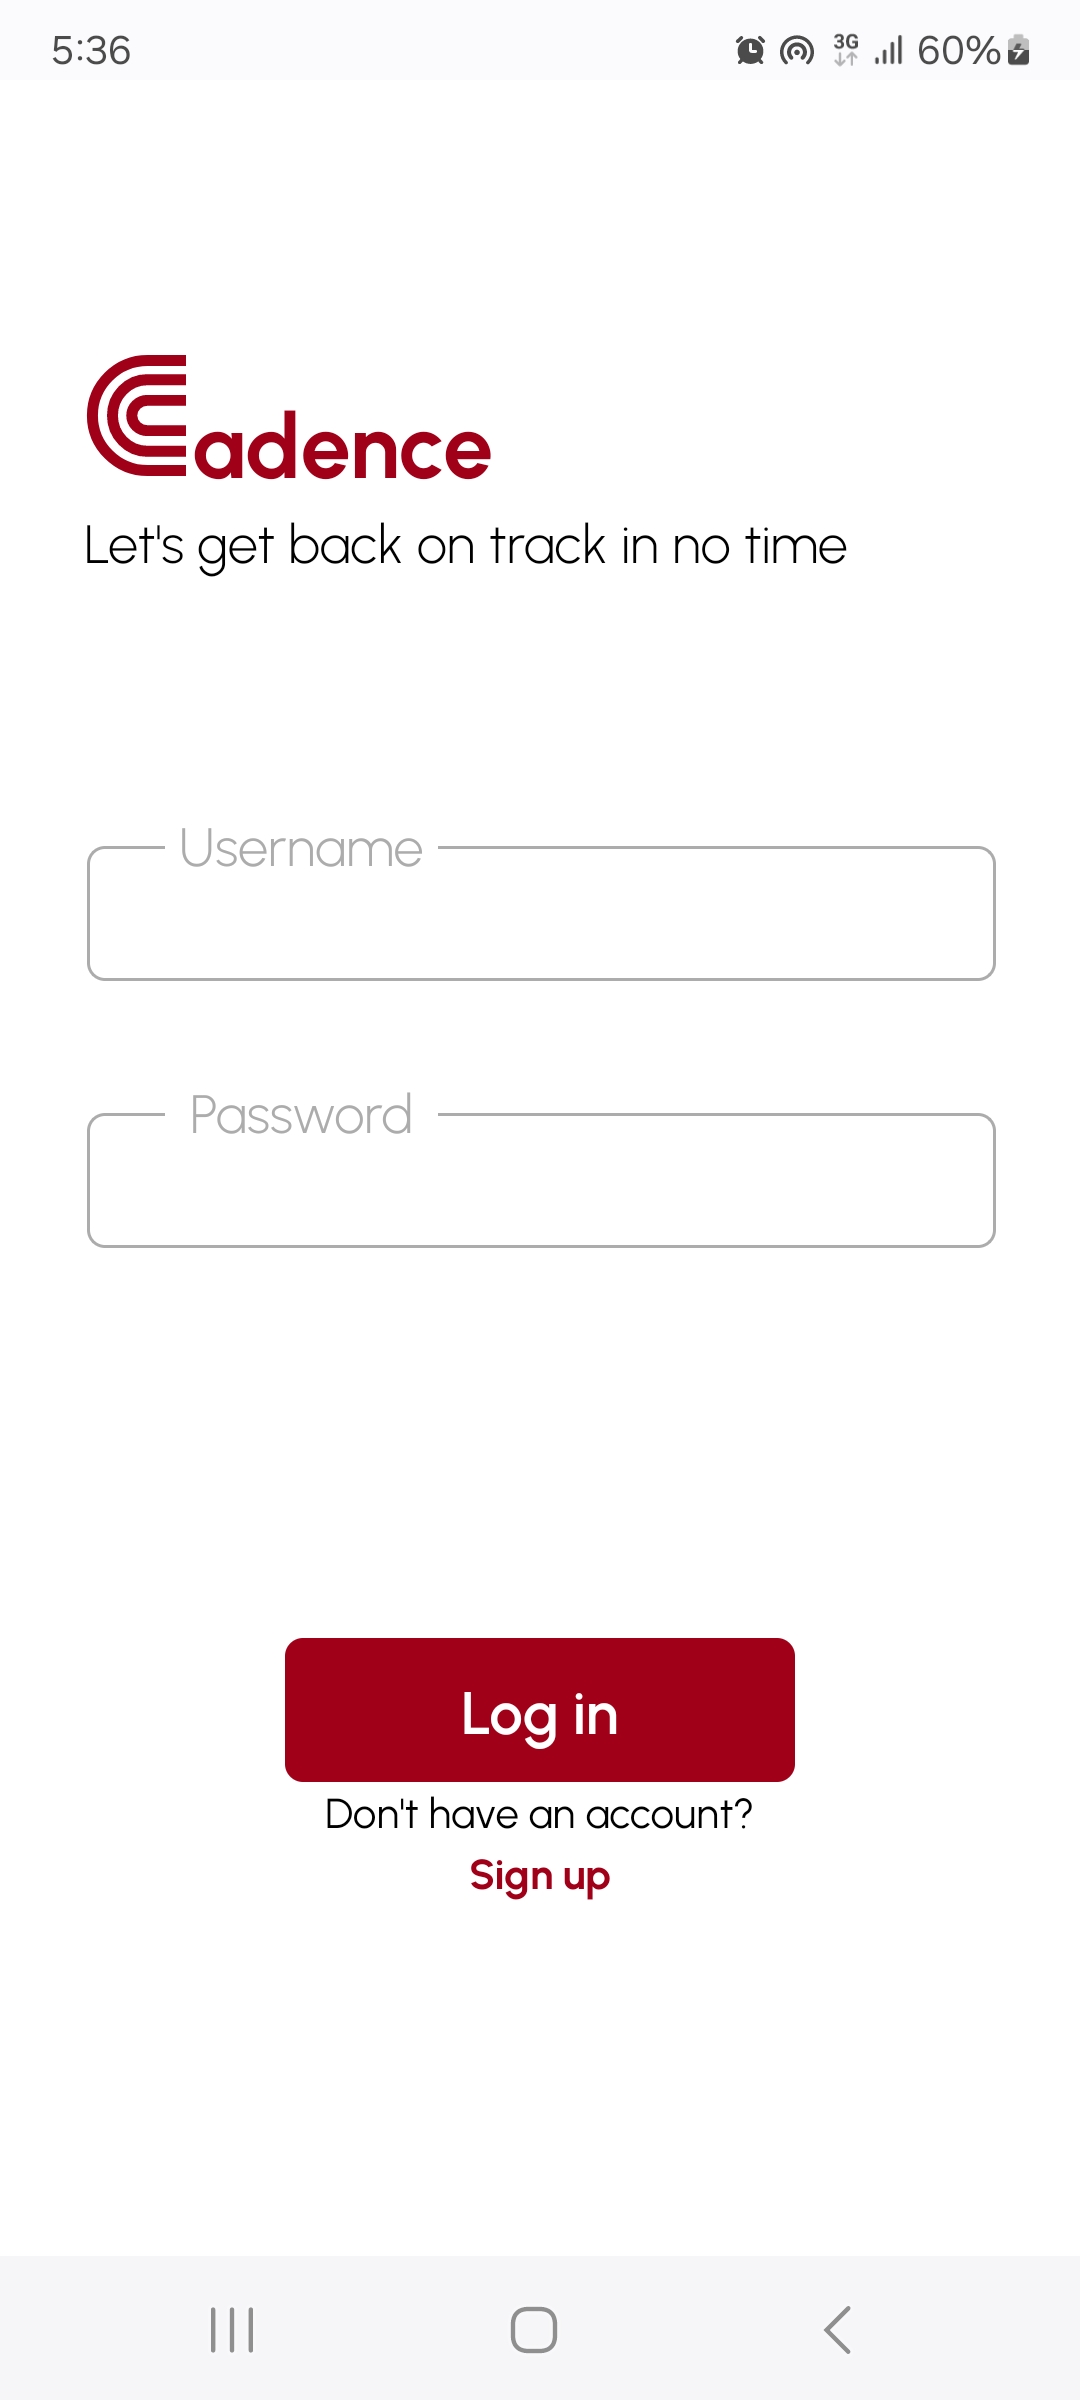 5:36 3G 60%
Cadence
Let's get back on track in no time
Username
Password
Log in
Don't have an account?
Sign up